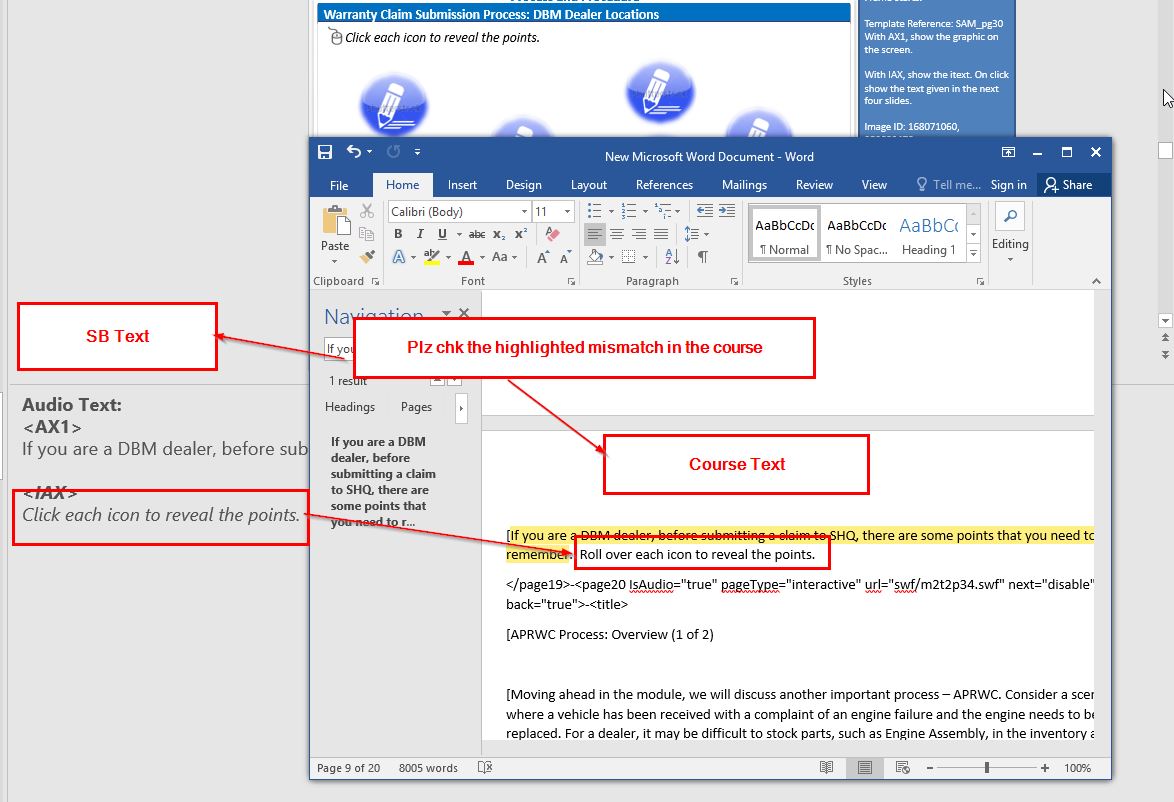 Warranty Claim Submission Process: DBM Dealer Locations
Click each icon to reveal the points.
Template Reference: SAM_pg30
With AX1, show the graphic on
the screen.
With IAX, show the itext. On click
show the text given in the next
four slides.
Image ID: 168071060,
New Microsoft Word Document - Word
File Home Insert Design Layout References Mailings Review View Tell me... Sign in Share
Calibri (Body) 11
Paste
B I U abc x₂ x²
A ab A Aa A A
AaBbCcDc AaBbCcDc AaBbCc
¶ Normal ¶ No Spac... Heading 1
Editing
Clipboard Font Paragraph Styles
Navigation
If you
1 result
Headings Pages
If you are a DBM
dealer, before
submitting a claim
to SHQ, there are
some points that
you need to r...
SB Text
Plz chk the highlighted mismatch in the course
Course Text
Audio Text:
<AX1>
If you are a DBM dealer, before sub
<IAX>
Click each icon to reveal the points.
[If you are a DBM dealer, before submitting a claim to SHQ, there are some points that you need to
remember. Roll over each icon to reveal the points.
</page19>-<page20 IsAudio="true" pageType="interactive" url="swf/m2t2p34.swf" next="disable"
back="true">-<title>
[APRWC Process: Overview (1 of 2)
[Moving ahead in the module, we will discuss another important process – APRWC. Consider a scen
where a vehicle has been received with a complaint of an engine failure and the engine needs to be
replaced. For a dealer, it may be difficult to stock parts, such as Engine Assembly, in the inventory a
Page 9 of 20 8005 words 100%